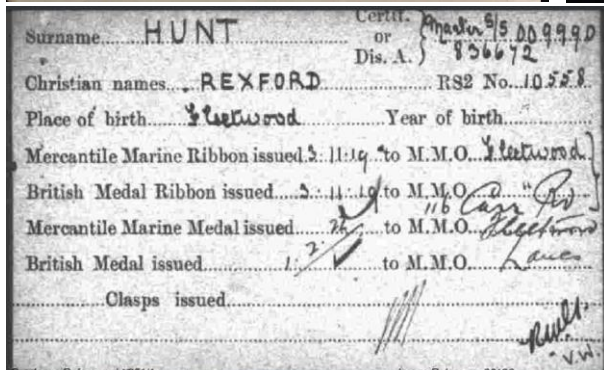 Surname HUNT Certif. or Dis. A. Master S/S 009990 836672
Christian names REXFORD RS2 No. 10558
Place of birth Fleetwood Year of birth
Mercantile Marine Ribbon issued 3.11.19 to M.M.O. Fleetwood
British Medal Ribbon issued 3.11.19 to M.M.O. "
116 Carr Rd
Mercantile Marine Medal issued to M.M.O. Fleetwood
British Medal issued to M.M.O. Lancs
Clasps issued
V.W.